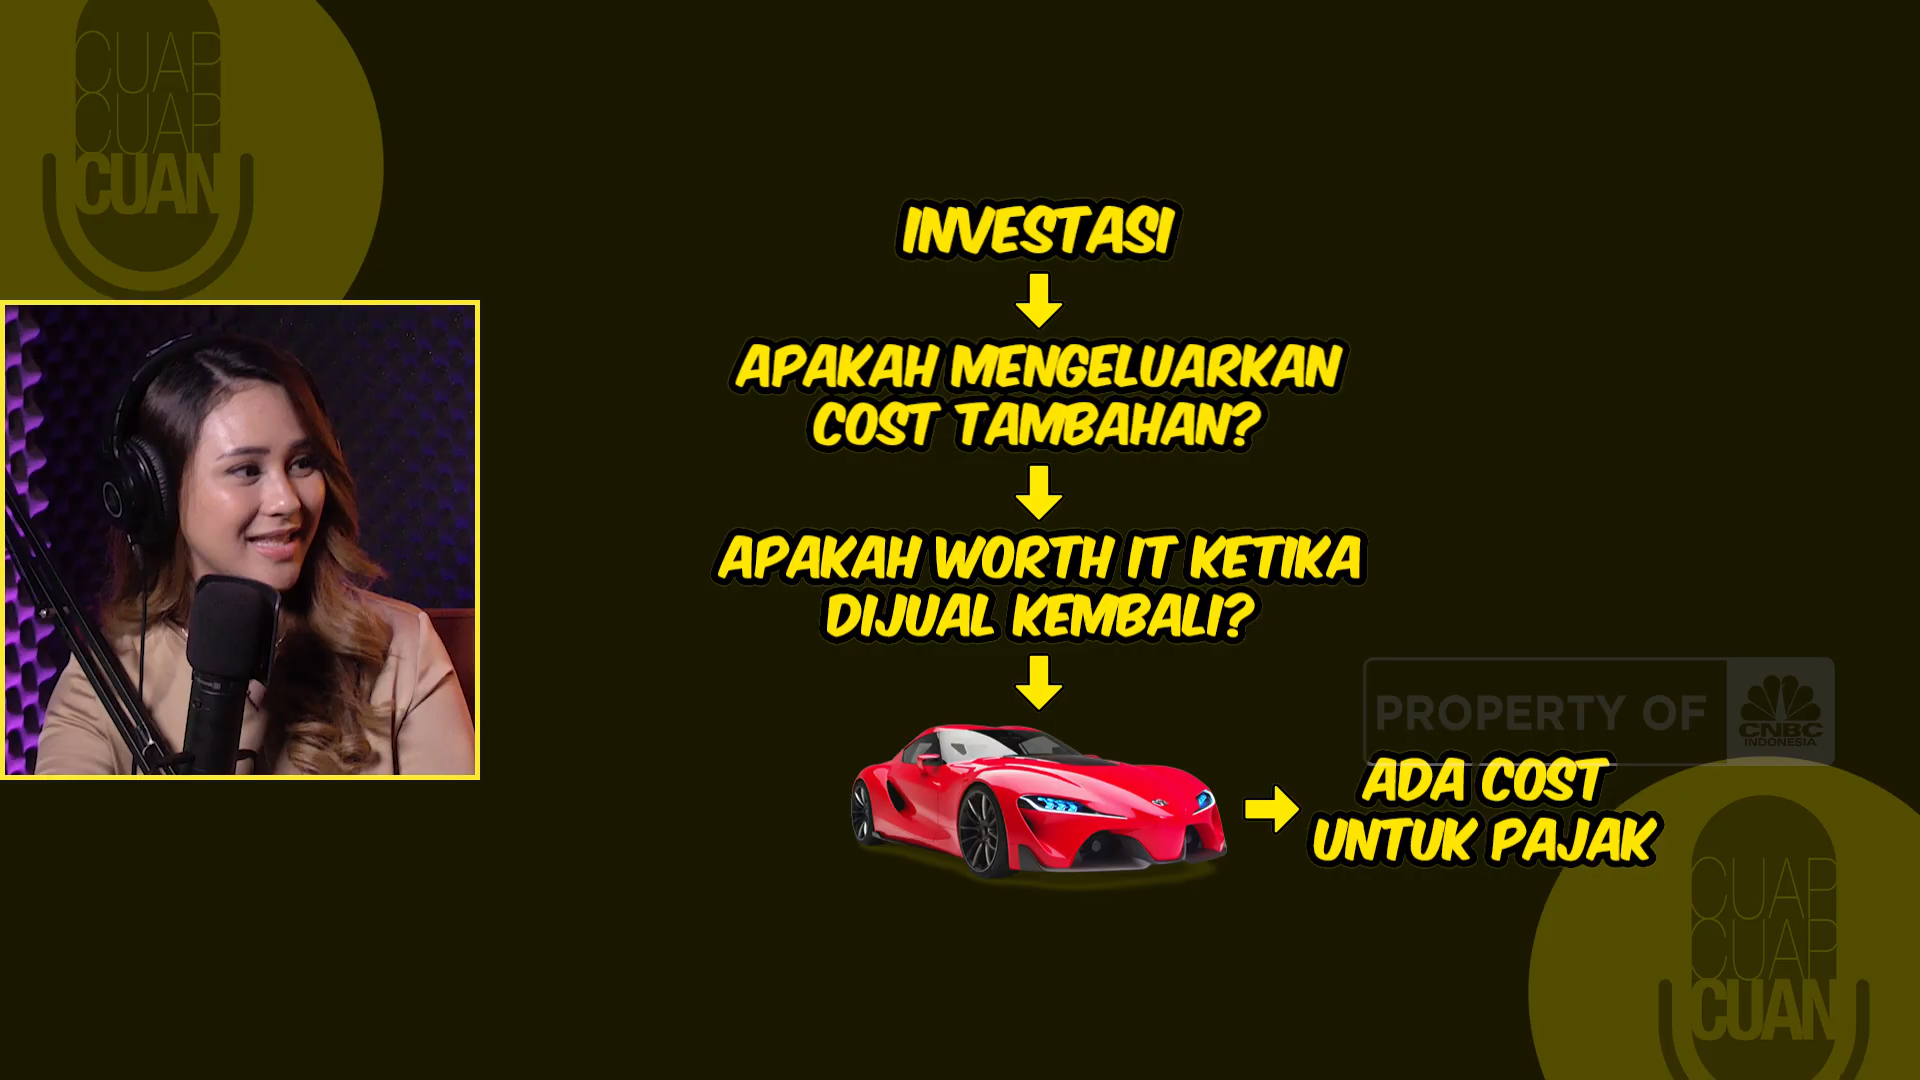 CUAP
CUAP
CUAN
INVESTASI
APAKAH MENGELUARKAN
COST TAMBAHAN?
APAKAH WORTH IT KETIKA
DIJUAL KEMBALI?
PROPERTY OF
CNBC
INDONESIA
ADA COST
UNTUK PAJAK
CUAP
CUAP
CUAN